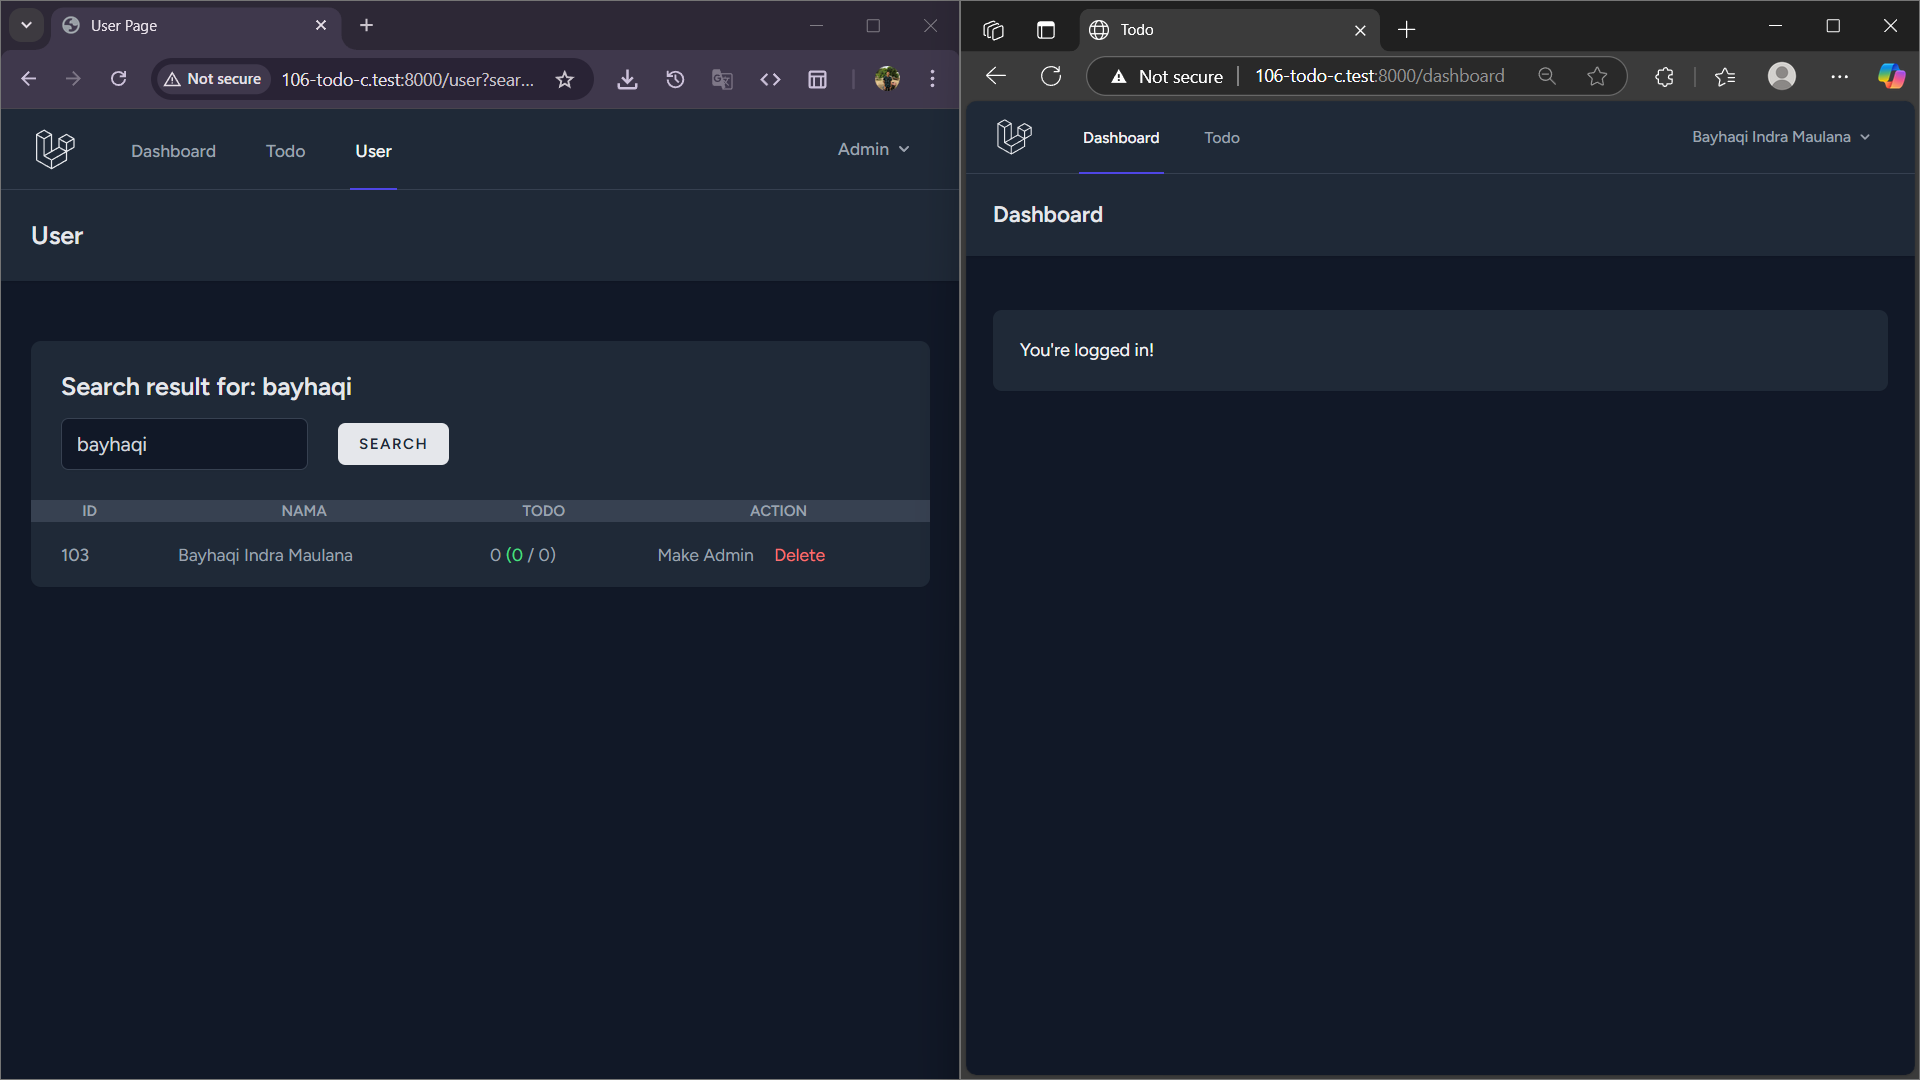 User Page
Not secure
106-todo-c.test:8000/user?sear...
Dashboard
Todo
User
Admin
User
Search result for: bayhaqi
bayhaqi
SEARCH
ID NAMA TODO ACTION
103 Bayhaqi Indra Maulana 0 (0 / 0) Make Admin Delete
Todo
Not secure
106-todo-c.test:8000/dashboard
Dashboard
Todo
Bayhaqi Indra Maulana
Dashboard
You're logged in!